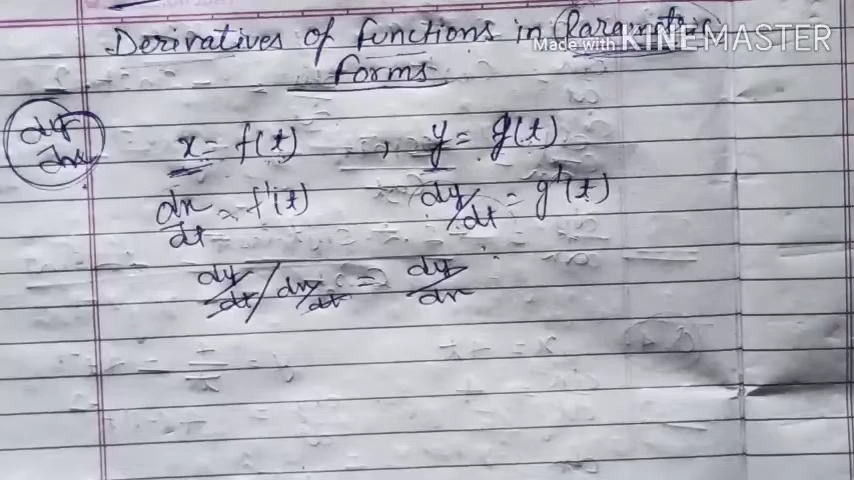 Derivatives of functions in Parametric
Made with KINEMASTER
forms
dy/dx
x = f(t) , y = g(t)
dx/dt = f'(t) dy/dt = g'(t)
dy/dt / dx/dt = dy/dx